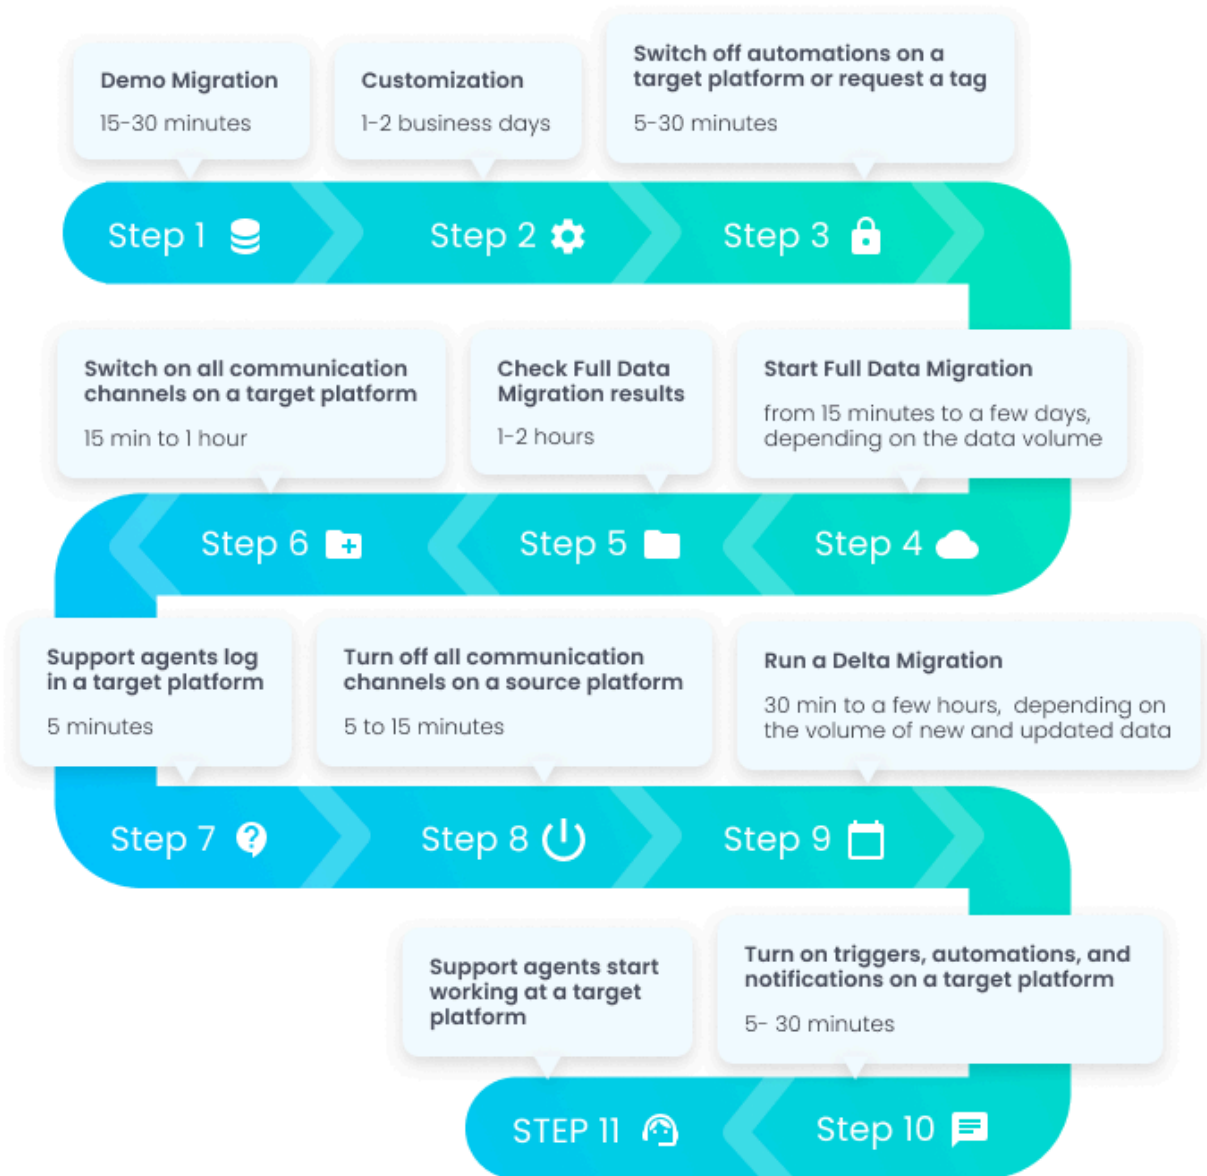 Demo Migration
15-30 minutes
Customization
1-2 business days
Switch off automations on a
target platform or request a tag
5-30 minutes
Step 1
Step 2
Step 3
Start Full Data Migration
from 15 minutes to a few days,
depending on the data volume
Check Full Data
Migration results
1-2 hours
Switch on all communication
channels on a target platform
15 min to 1 hour
Step 4
Step 5
Step 6
Support agents log
in a target platform
5 minutes
Turn off all communication
channels on a source platform
5 to 15 minutes
Run a Delta Migration
30 min to a few hours,  depending on
the volume of new and updated data
Step 7
Step 8
Step 9
Turn on triggers, automations, and
notifications on a target platform
5- 30 minutes
Support agents start
working at a target
platform
Step 10
STEP 11